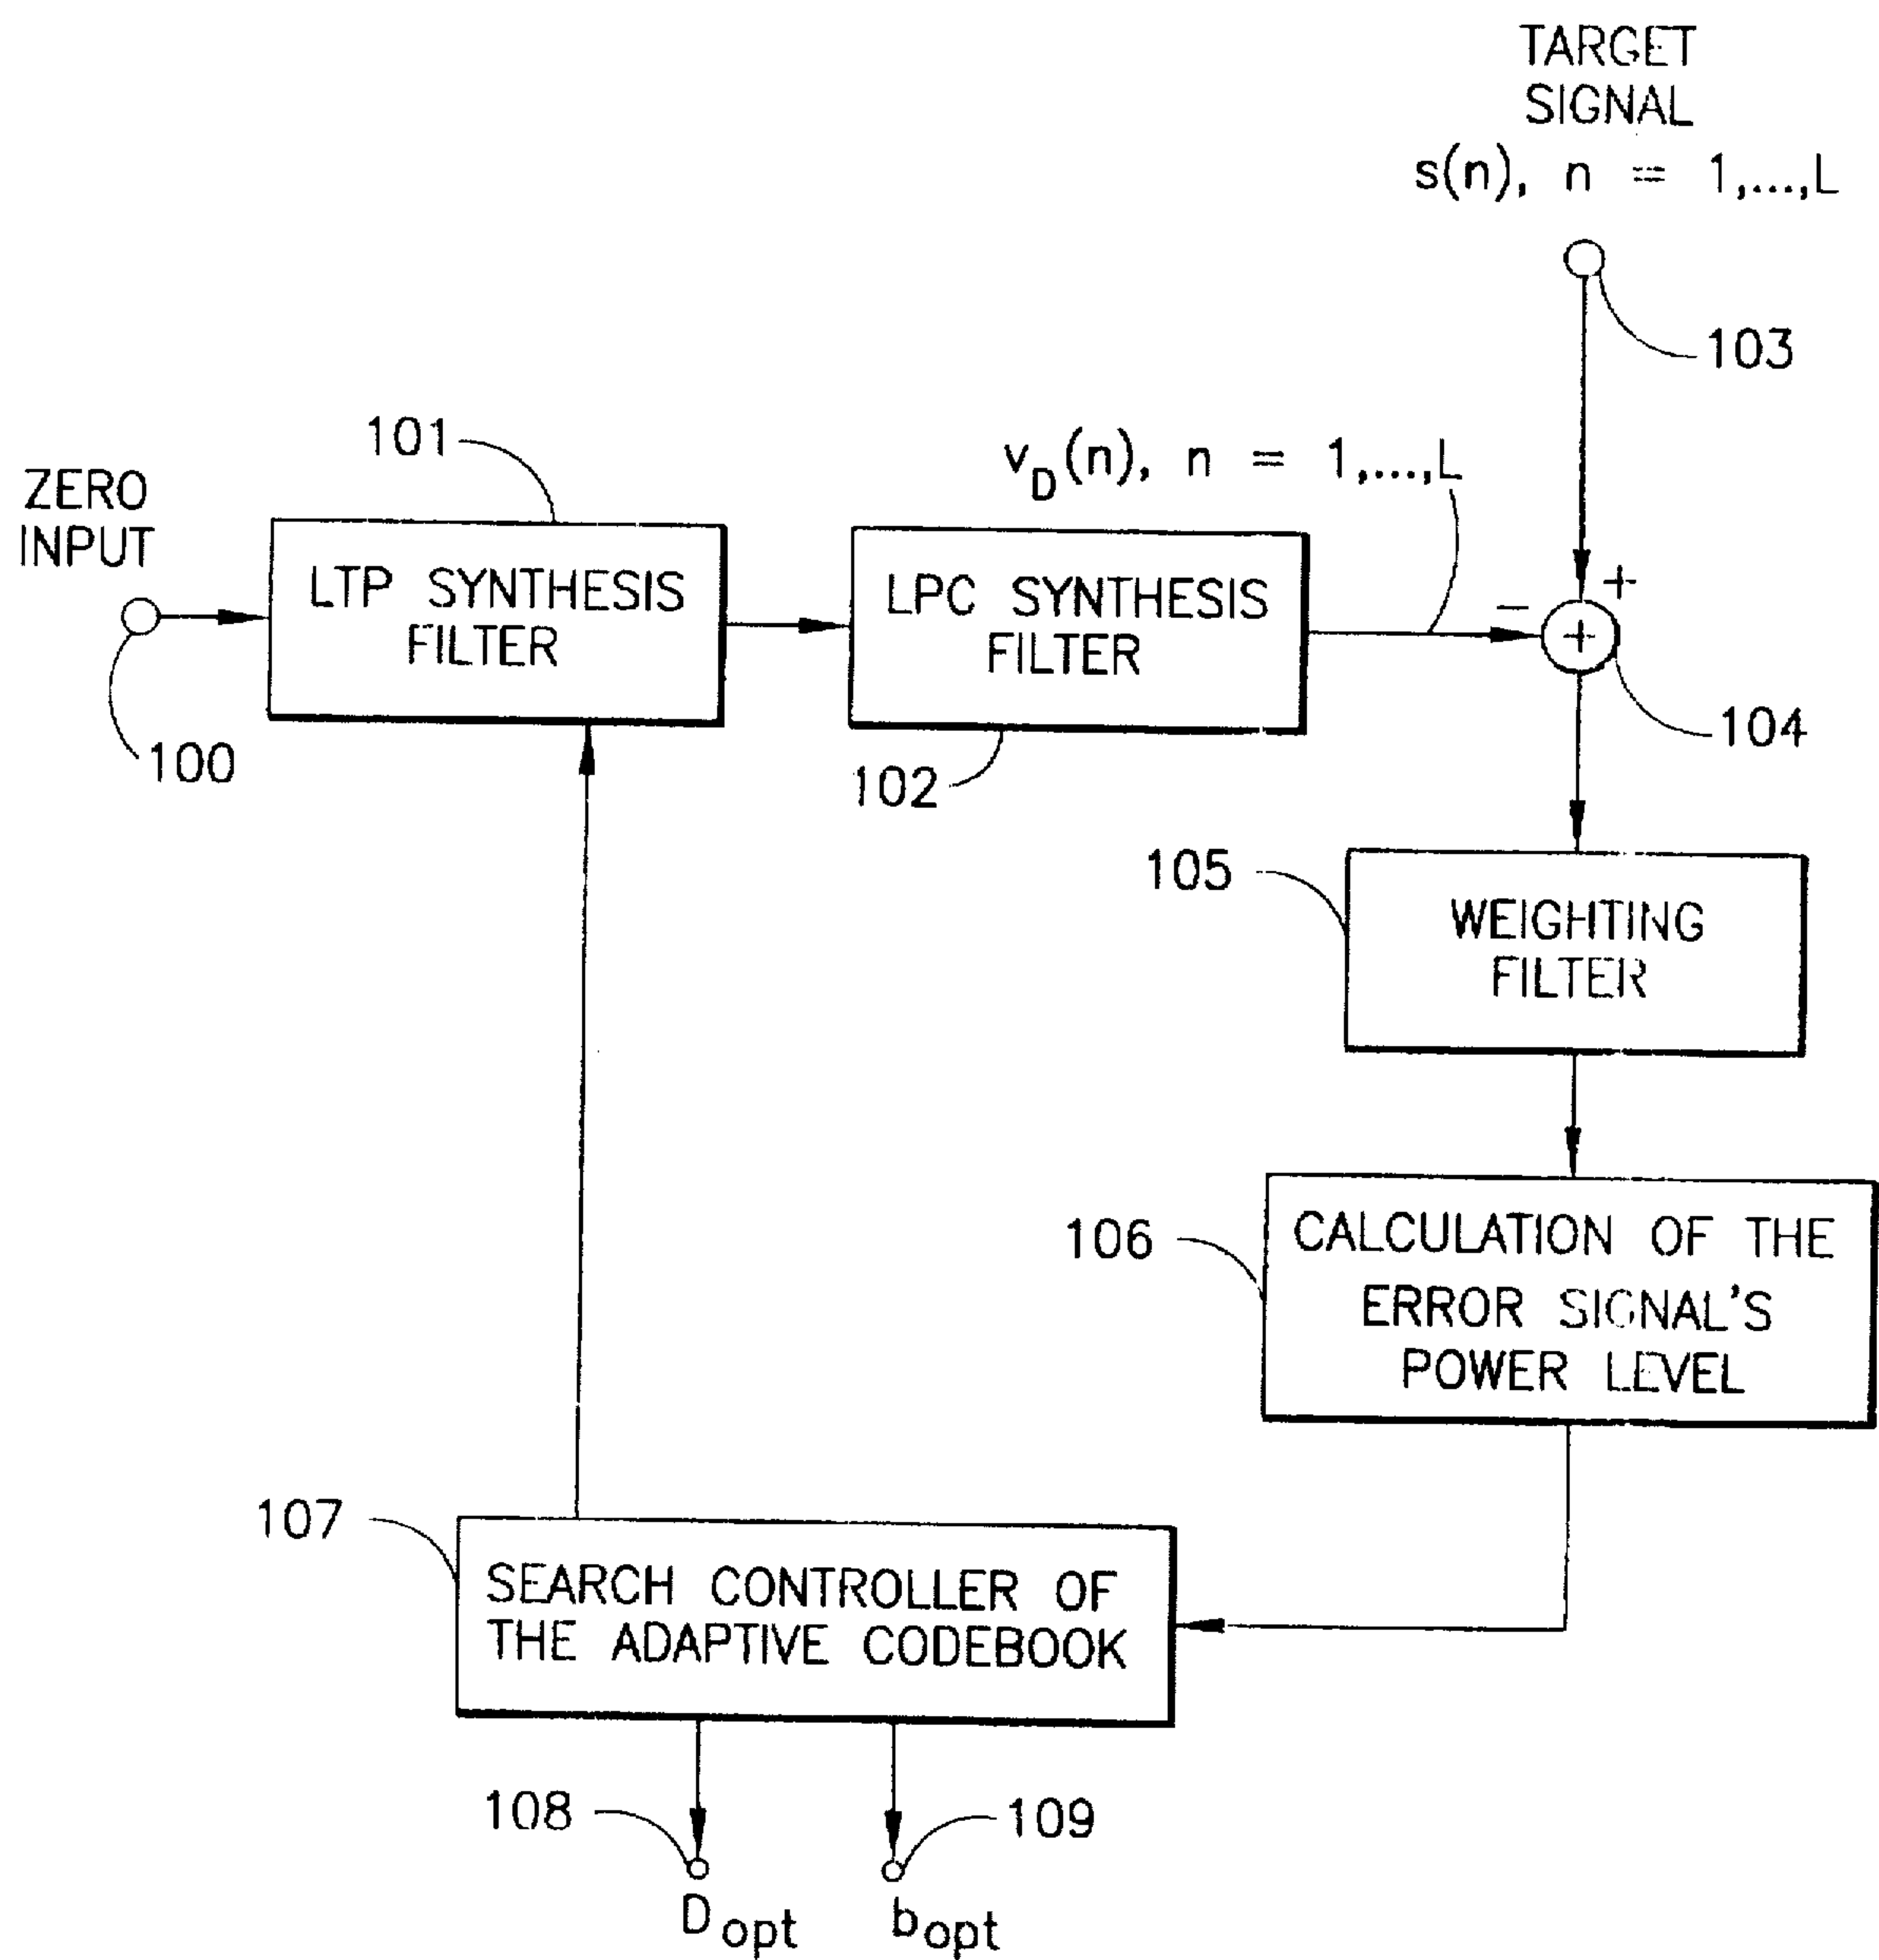 TARGET
SIGNAL
s(n), n = 1,...,L
103
101
v_D(n), n = 1,...,L
ZERO
INPUT
LTP SYNTHESIS
FILTER
LPC SYNTHESIS
FILTER
− +
+
100
102
104
105
WEIGHTING
FILTER
106
CALCULATION OF THE
ERROR SIGNAL'S
POWER LEVEL
107
SEARCH CONTROLLER OF
THE ADAPTIVE CODEBOOK
108
109
D_opt
b_opt